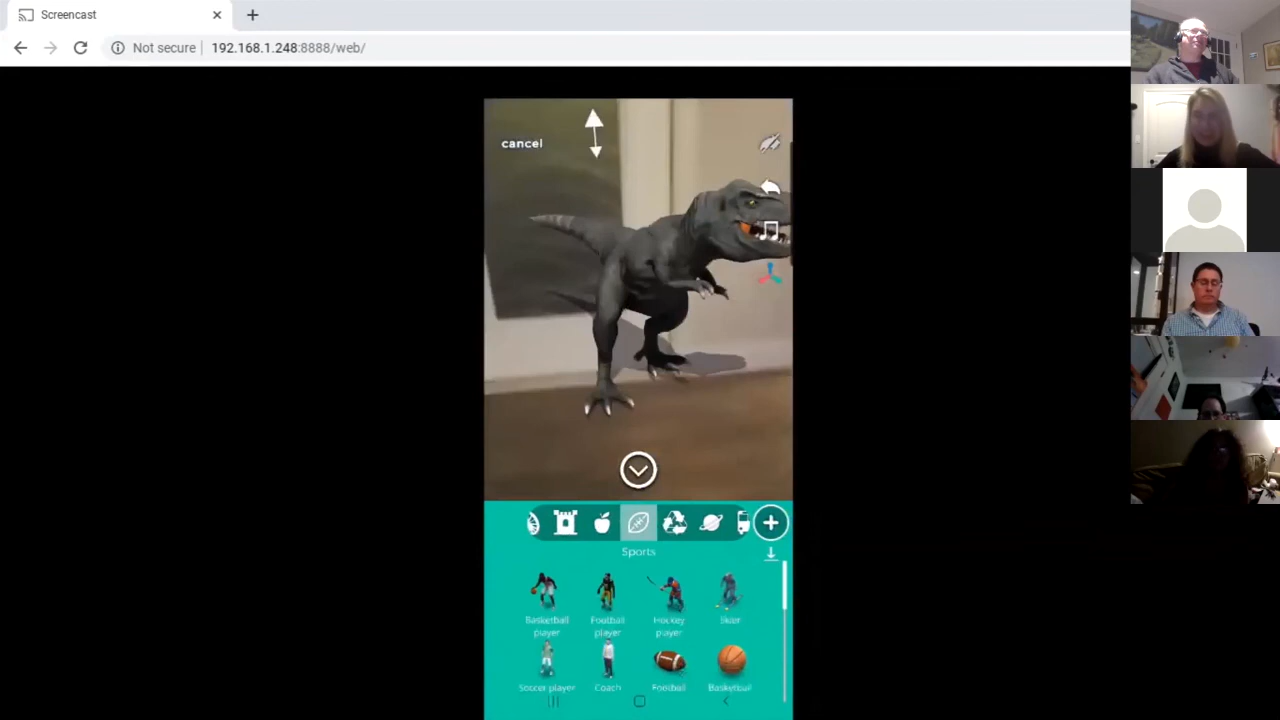 Screencast
Not secure 192.168.1.248:8888/web/
cancel
Sports
Basketball player
Football player
Hockey player
Skier
Soccer player
Coach
Football
Basketball